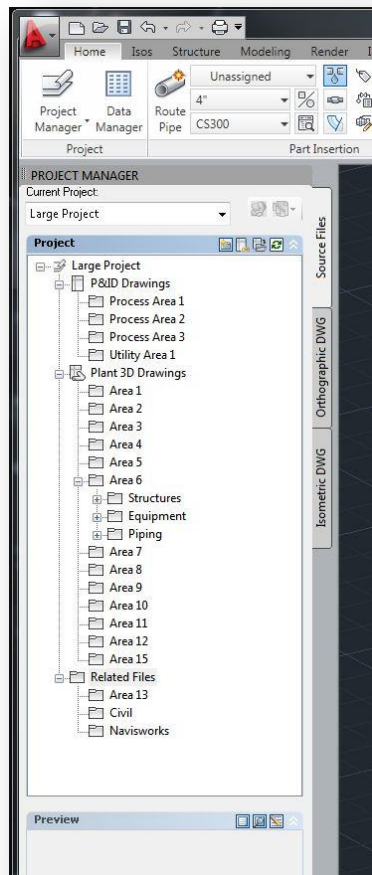 Home Isos Structure Modeling Render
Unassigned
4"
CS300
Project Manager
Data Manager
Route Pipe
Project
Part Insertion
PROJECT MANAGER
Current Project:
Large Project
Project
Large Project
P&ID Drawings
Process Area 1
Process Area 2
Process Area 3
Utility Area 1
Plant 3D Drawings
Area 1
Area 2
Area 3
Area 4
Area 5
Area 6
Structures
Equipment
Piping
Area 7
Area 8
Area 9
Area 10
Area 11
Area 12
Area 15
Related Files
Area 13
Civil
Navisworks
Source Files
Orthographic DWG
Isometric DWG
Preview